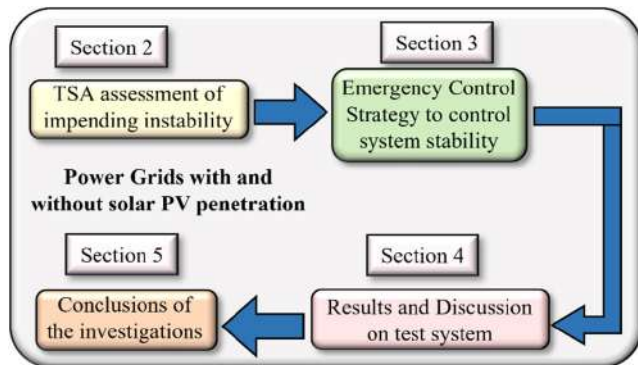 Section 2
TSA assessment of
impending instability
Section 3
Emergency Control
Strategy to control
system stability
Power Grids with and
without solar PV penetration
Section 4
Results and Discussion
on test system
Section 5
Conclusions of
the investigations